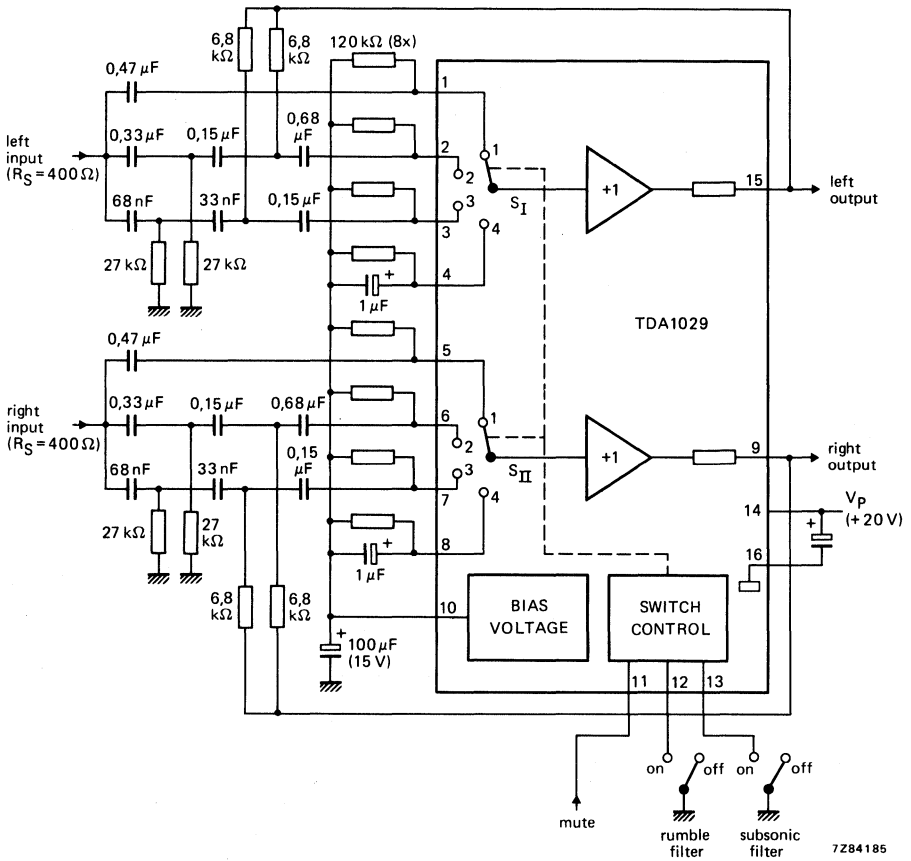 6,8
kΩ
6,8
kΩ
120 kΩ (8x)
0,47 μF
1
0,33 μF
0,15 μF
0,68
μF
2
1
left
input
(RS = 400 Ω)
2
+1
15
left
output
68 nF
33 nF
0,15 μF
3
3
SI
4
27 kΩ
27 kΩ
4
+
1 μF
TDA1029
0,47 μF
5
0,33 μF
0,15 μF
0,68 μF
6
1
right
input
(RS = 400 Ω)
2
+1
9
right
output
68 nF
33 nF
0,15
μF
3
7
SII
4
14
VP
(+ 20 V)
+
27 kΩ
27
kΩ
8
+
1 μF
16
6,8
kΩ
6,8
kΩ
10
BIAS
VOLTAGE
SWITCH
CONTROL
+
100 μF
(15 V)
11
12
13
on
off
on
off
mute
rumble
filter
subsonic
filter
7Z84185